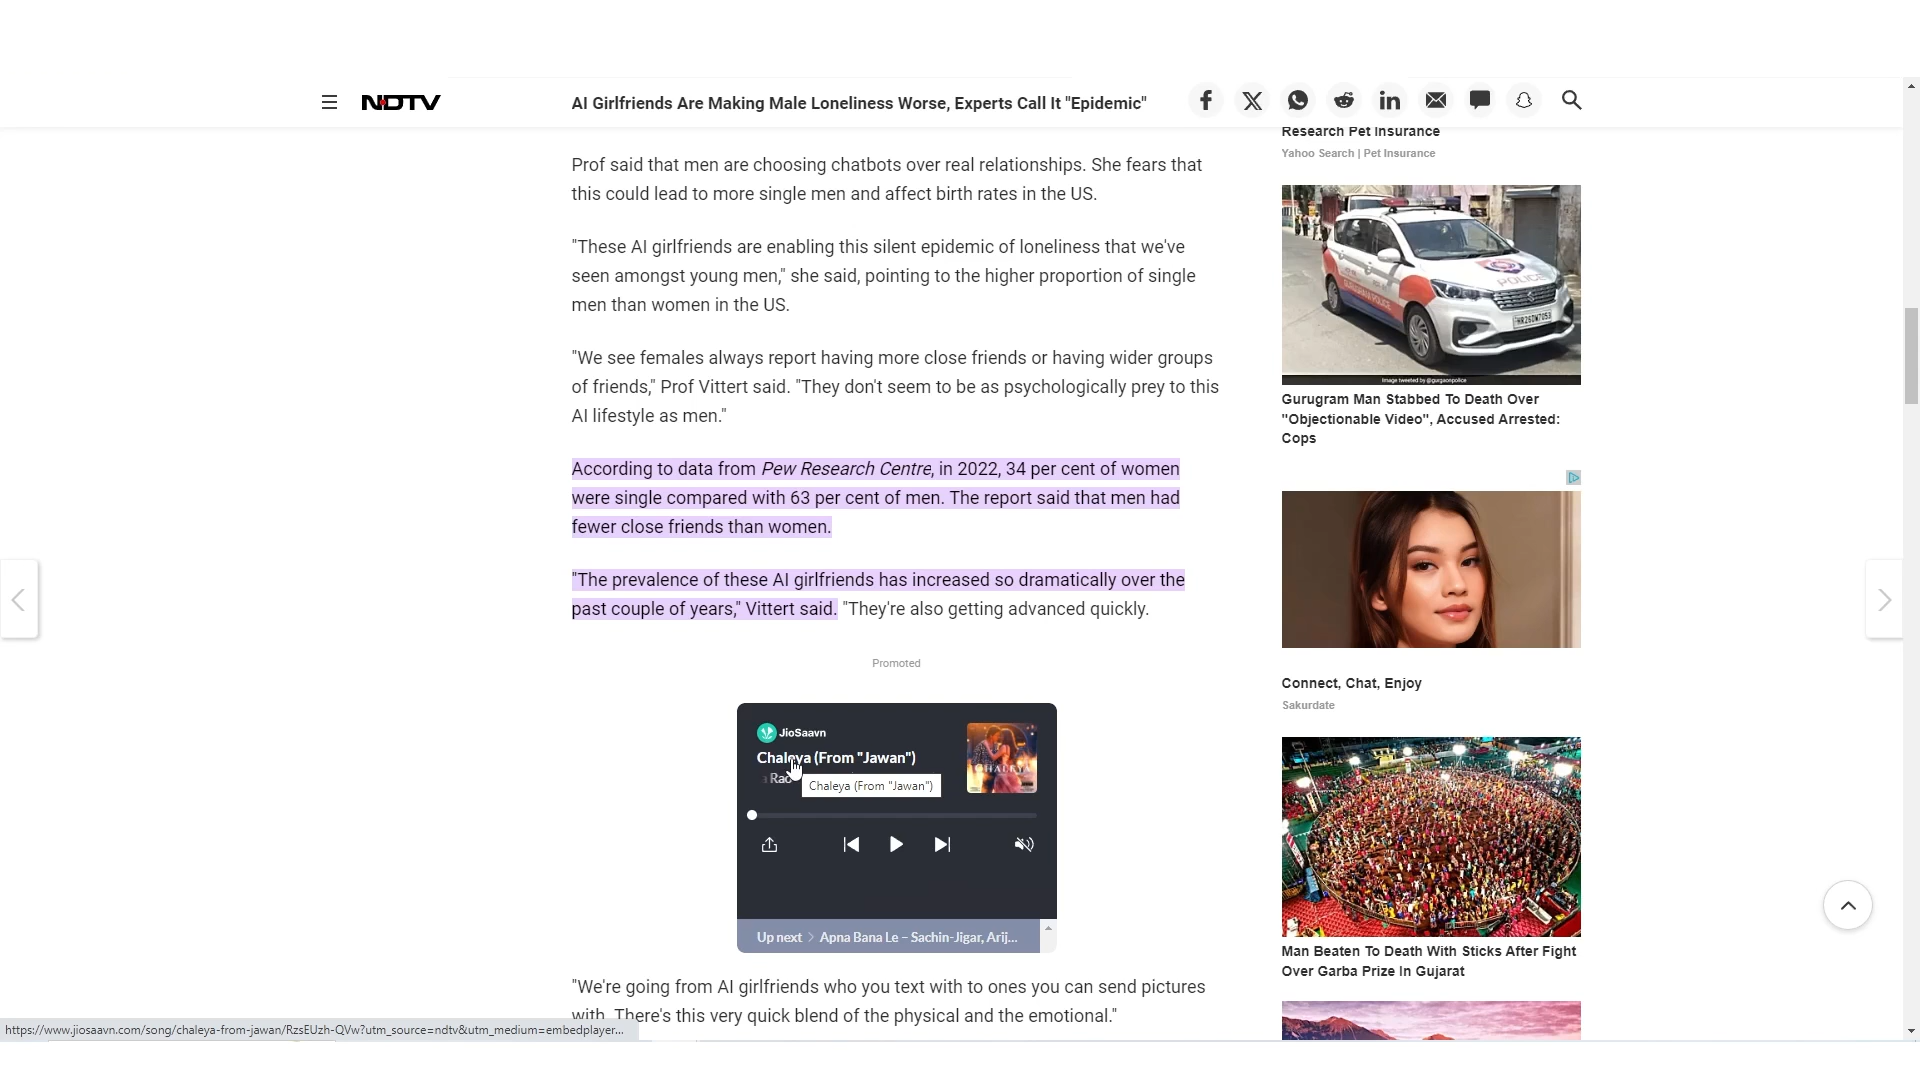 NDTV
AI Girlfriends Are Making Male Loneliness Worse, Experts Call It "Epidemic"
Prof said that men are choosing chatbots over real relationships. She fears that
this could lead to more single men and affect birth rates in the US.
"These AI girlfriends are enabling this silent epidemic of loneliness that we've
seen amongst young men," she said, pointing to the higher proportion of single
men than women in the US.
"We see females always report having more close friends or having wider groups
of friends," Prof Vittert said. "They don't seem to be as psychologically prey to this
AI lifestyle as men."
According to data from Pew Research Centre, in 2022, 34 per cent of women
were single compared with 63 per cent of men. The report said that men had
fewer close friends than women.
"The prevalence of these AI girlfriends has increased so dramatically over the
past couple of years," Vittert said. "They're also getting advanced quickly.
Promoted
JioSaavn
Chaleya (From "Jawan")
Chaleya (From "Jawan")
CHALEYA
Up next > Apna Bana Le – Sachin-Jigar, Arij...
"We're going from AI girlfriends who you text with to ones you can send pictures
with. There's this very quick blend of the physical and the emotional."
https://www.jiosaavn.com/song/chaleya-from-jawan/RzsEUzh-QVw?utm_source=ndtv&utm_medium=embedplayer...
Research Pet Insurance
Yahoo Search | Pet Insurance
POLICE
GURUGRAM POLICE
HR26DW7053
Image tweeted by @gurgaonpolice
Gurugram Man Stabbed To Death Over
"Objectionable Video", Accused Arrested:
Cops
Connect, Chat, Enjoy
Sakurdate
Man Beaten To Death With Sticks After Fight
Over Garba Prize In Gujarat